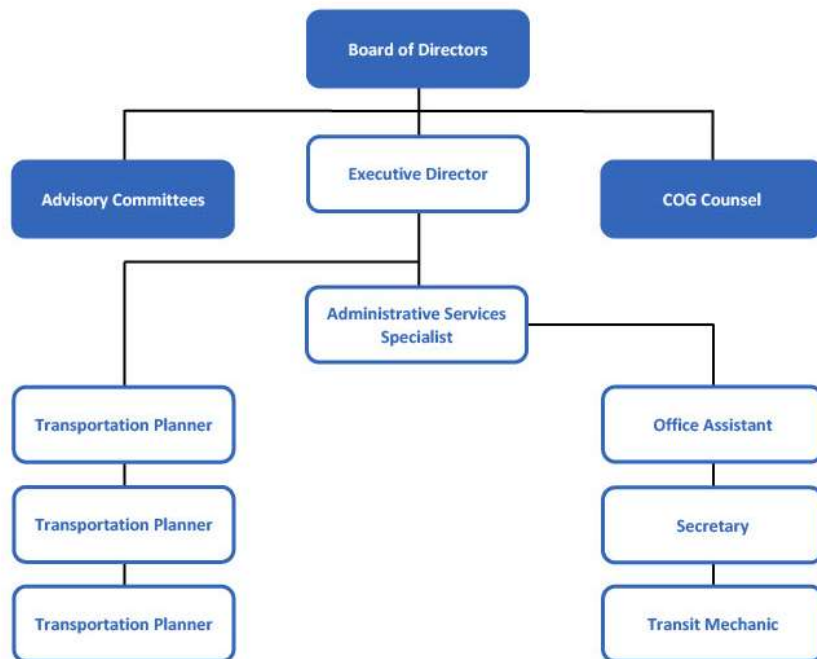 Board of Directors
Advisory Committees
Executive Director
COG Counsel
Administrative Services
Specialist
Transportation Planner
Office Assistant
Transportation Planner
Secretary
Transportation Planner
Transit Mechanic